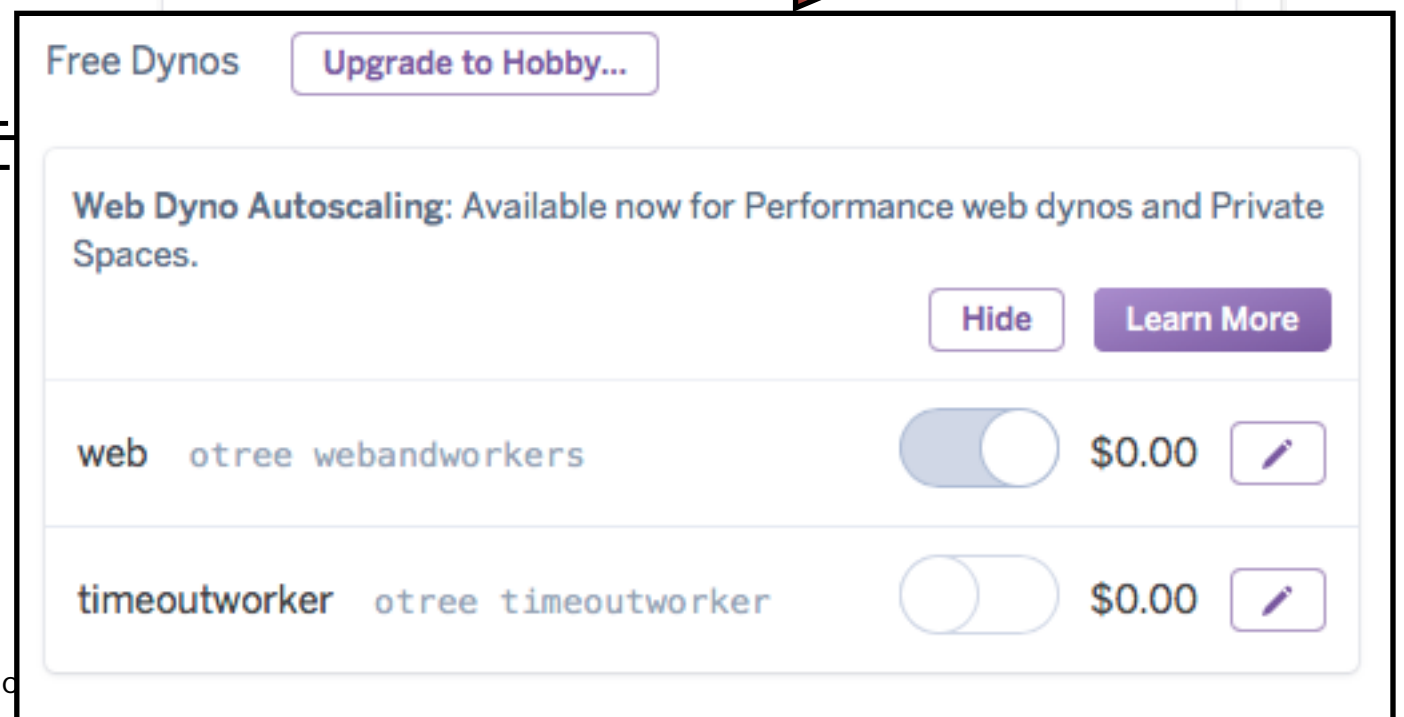 Free Dynos Upgrade to Hobby...
Web Dyno Autoscaling: Available now for Performance web dynos and Private
Spaces.
Hide Learn More
web otree webandworkers $0.00
timeoutworker otree timeoutworker $0.00